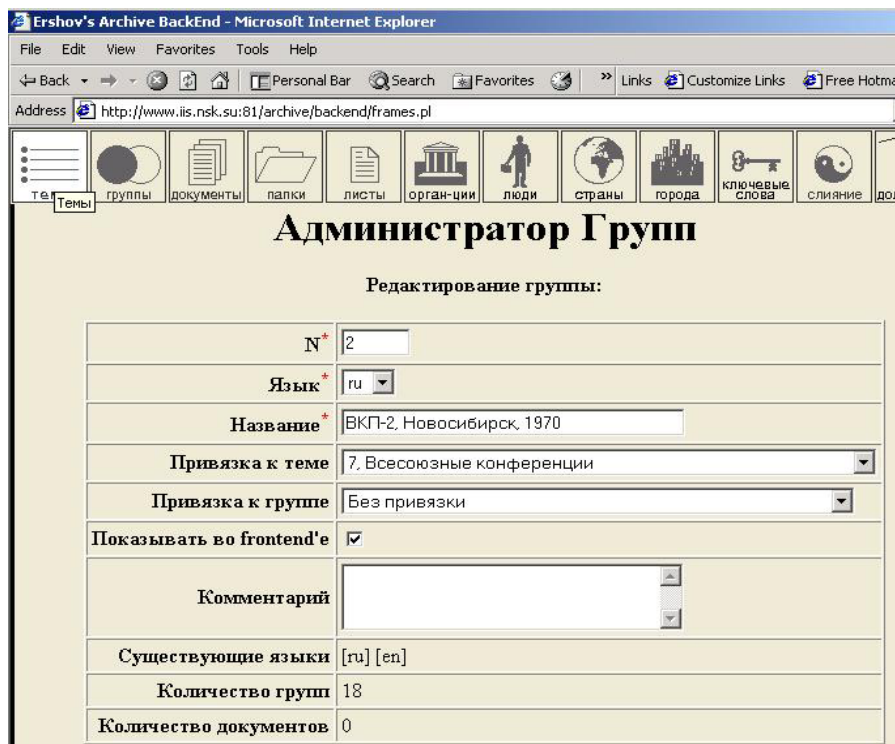 Ershov's Archive BackEnd - Microsoft Internet Explorer
File Edit View Favorites Tools Help
Back Personal Bar Search Favorites » Links Customize Links Free Hotma
Address http://www.iis.nsk.su:81/archive/backend/frames.pl
группы документы папки листы орган-ции люди страны города ключевые слова слияние
Темы
Администратор Групп
Редактирование группы:
N* 2
Язык* ru
Название* ВКП-2, Новосибирск, 1970
Привязка к теме 7, Всесоюзные конференции
Привязка к группе Без привязки
Показывать во frontend'e
Комментарий
Существующие языки [ru] [en]
Количество групп 18
Количество документов 0